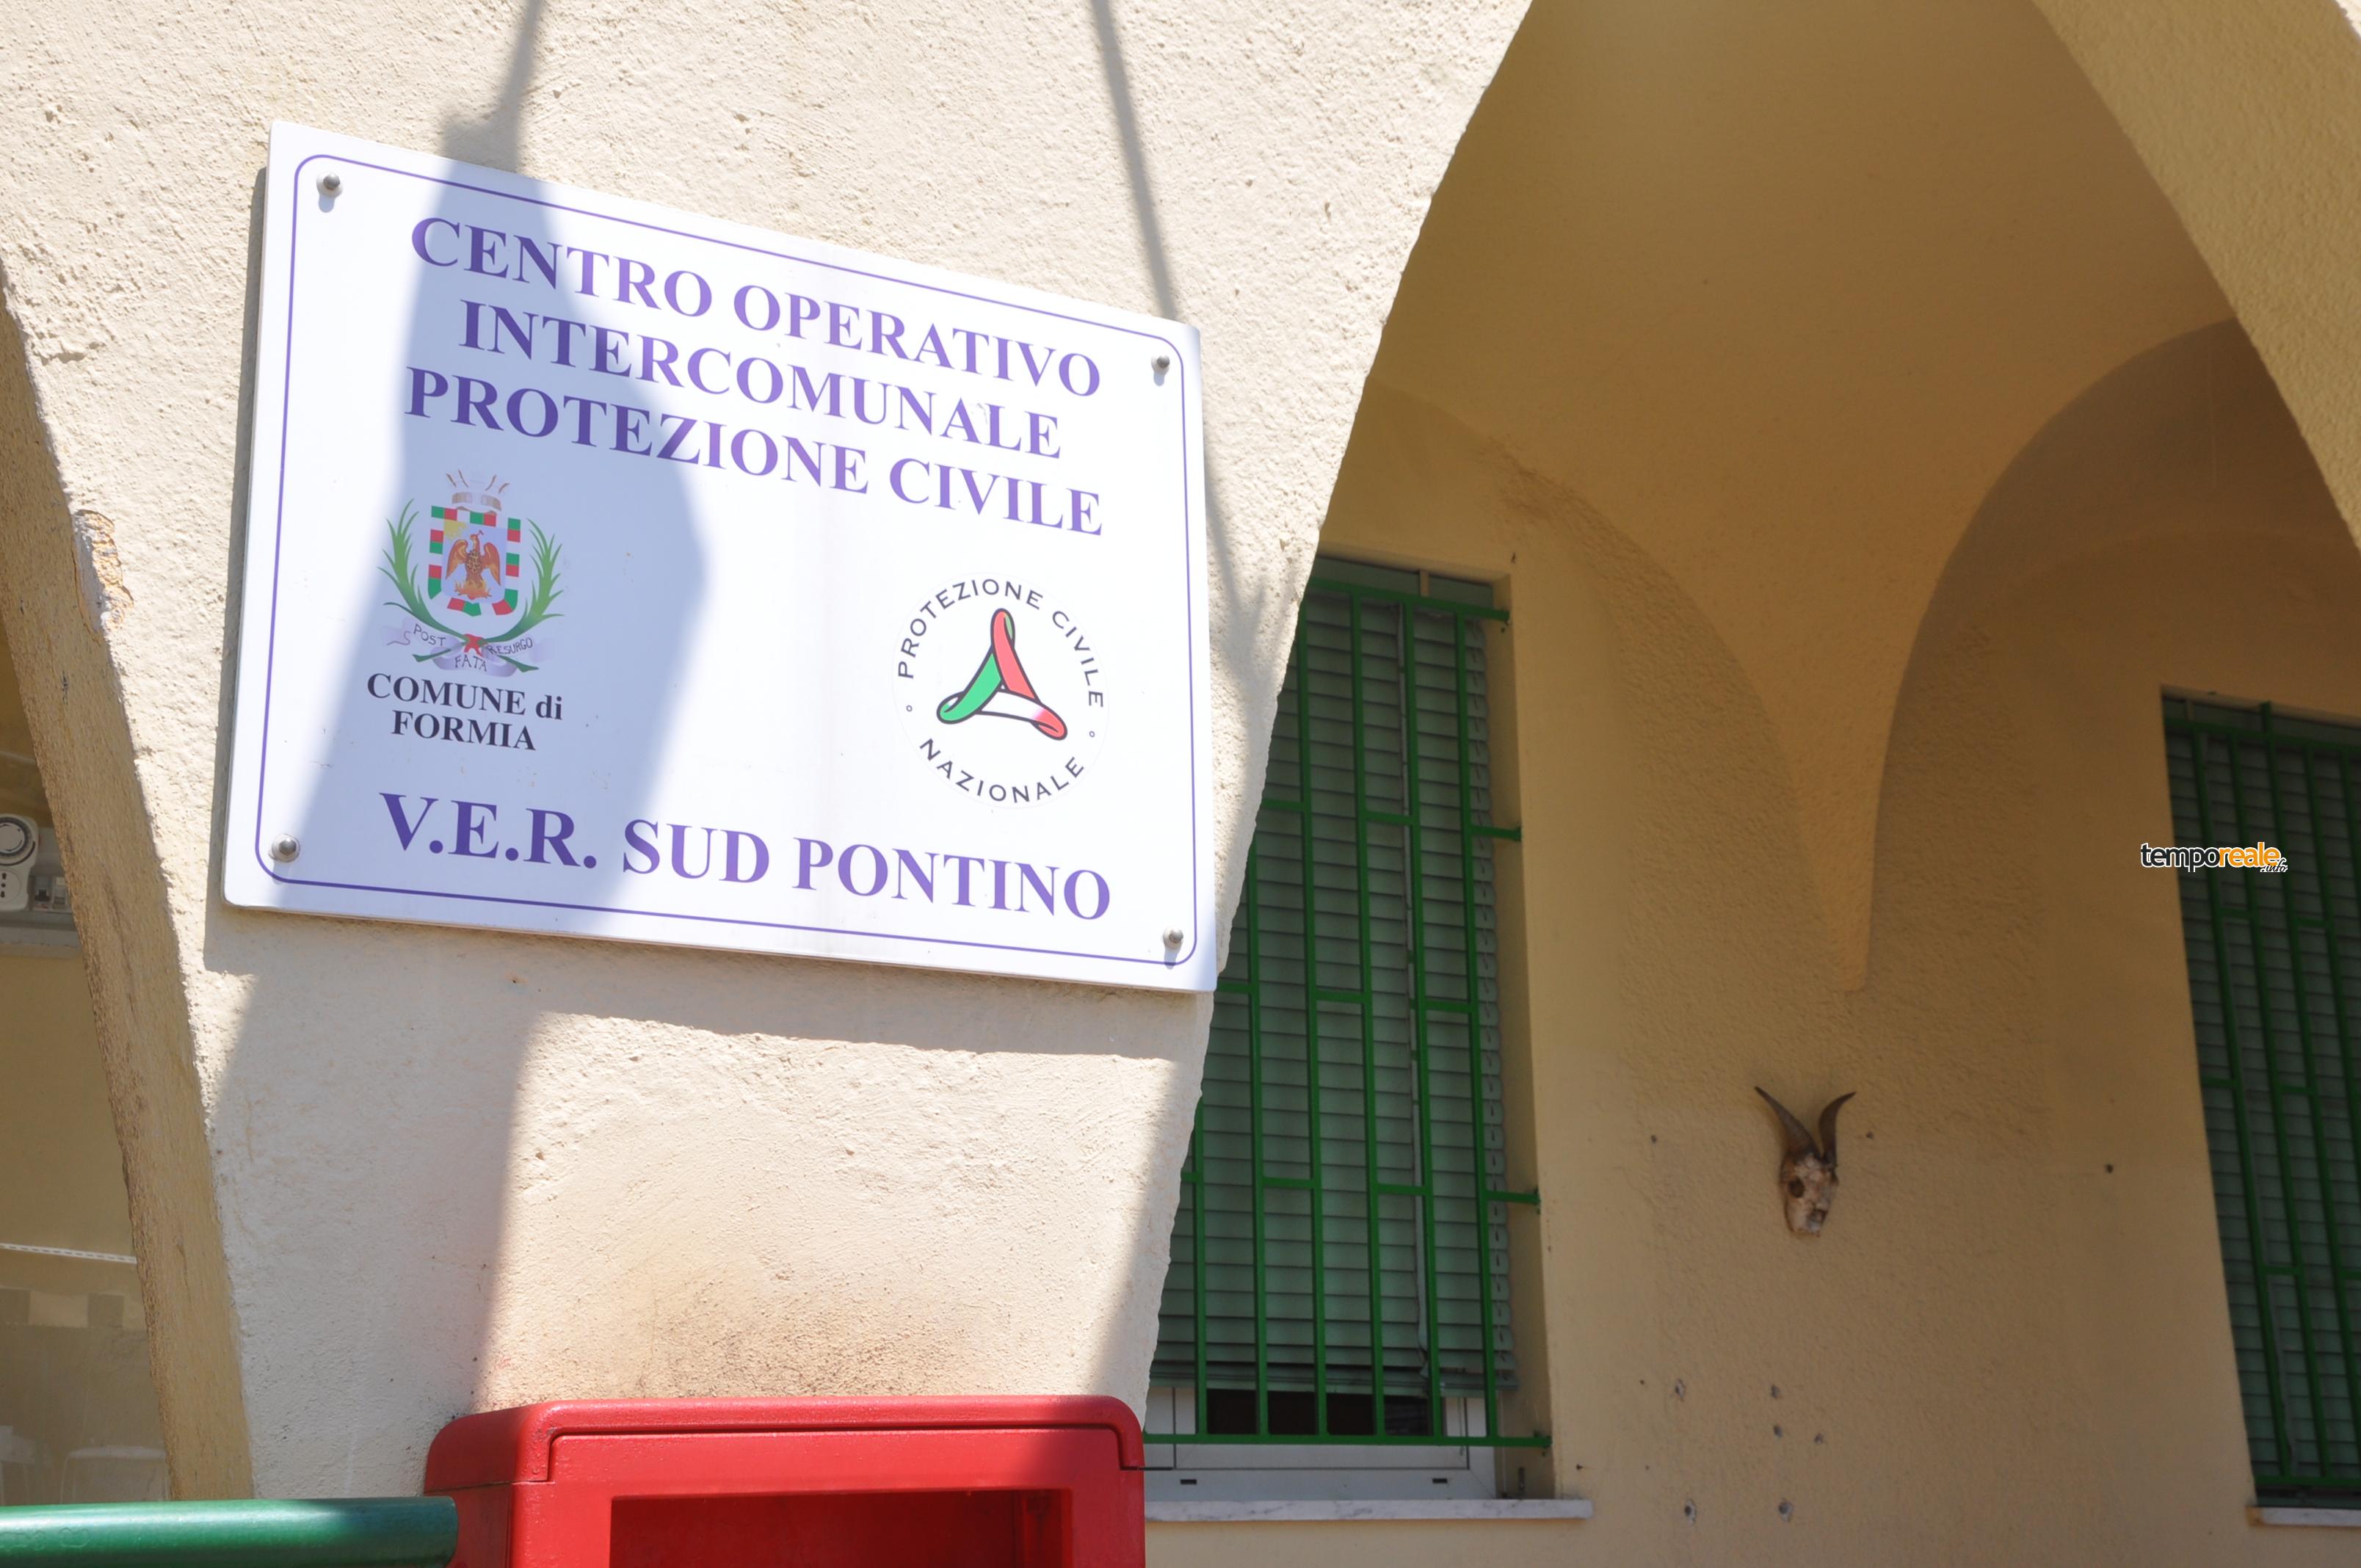 CENTRO OPERATIVO
INTERCOMUNALE
PROTEZIONE CIVILE
POST FATA RESURGO
COMUNE di
FORMIA
PROTEZIONE CIVILE
NAZIONALE
V.E.R. SUD PONTINO
temporeale